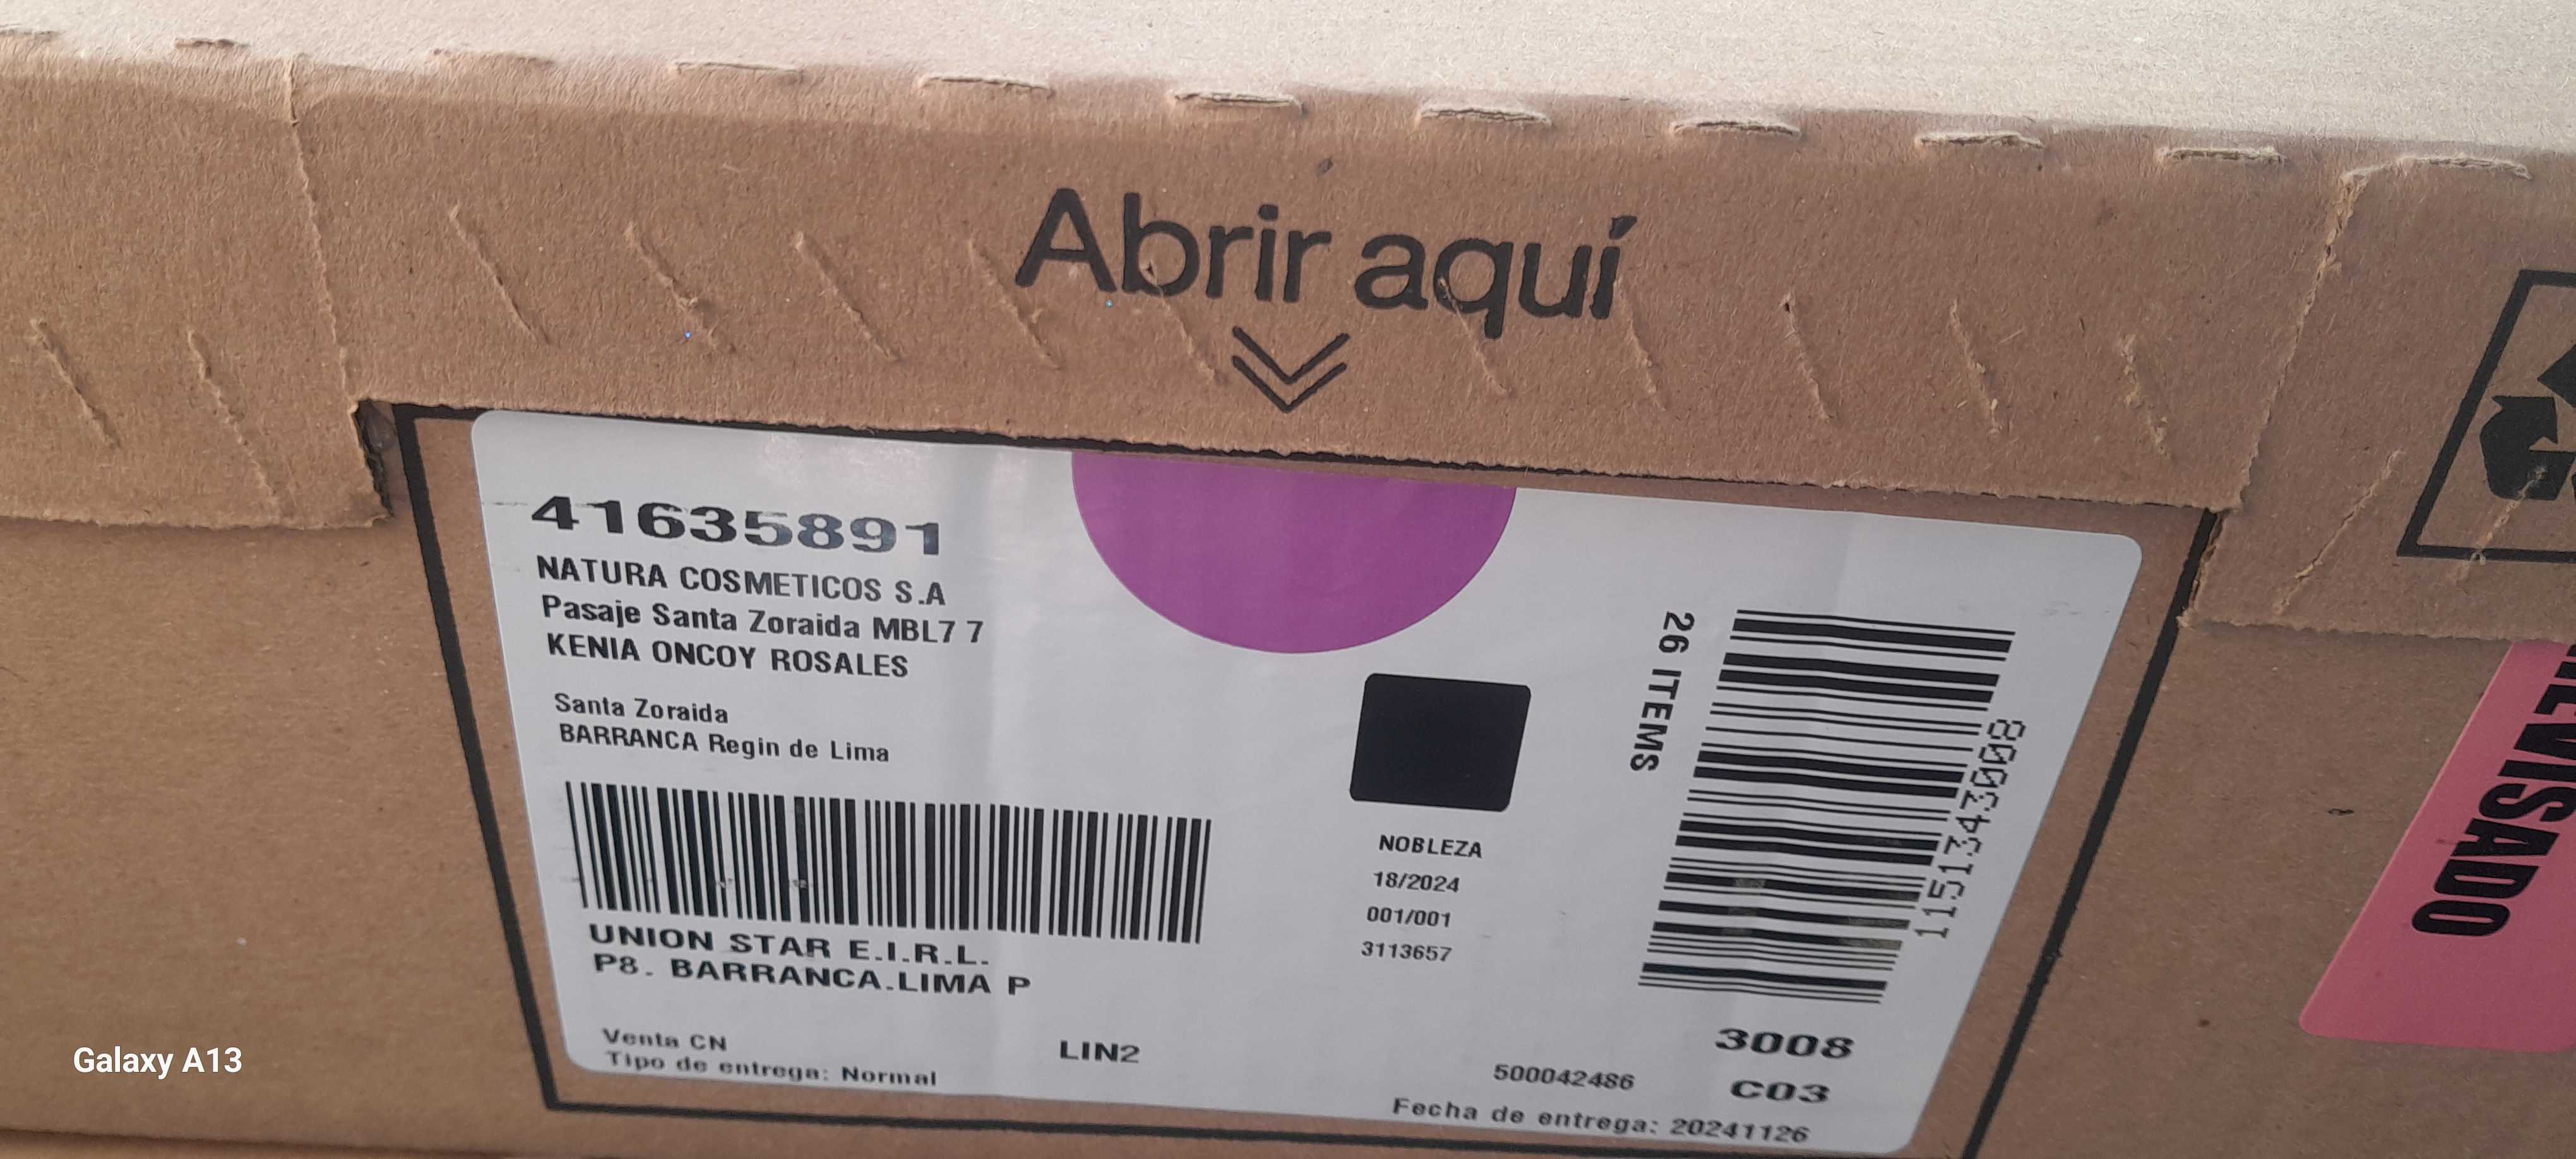 Abrir aquí
41635891
NATURA COSMETICOS S.A
Pasaje Santa Zoraida MBL7 7
KENIA ONCOY ROSALES
Santa Zoraida
BARRANCA Regin de Lima
UNION STAR E.I.R.L.
P8. BARRANCA.LIMA P
Venta CN
Tipo de entrega: Normal
LIN2
NOBLEZA
18/2024
001/001
3113657
26 ITEMS
115134343008
3008
500042486
C03
Fecha de entrega: 20241126
Galaxy A13